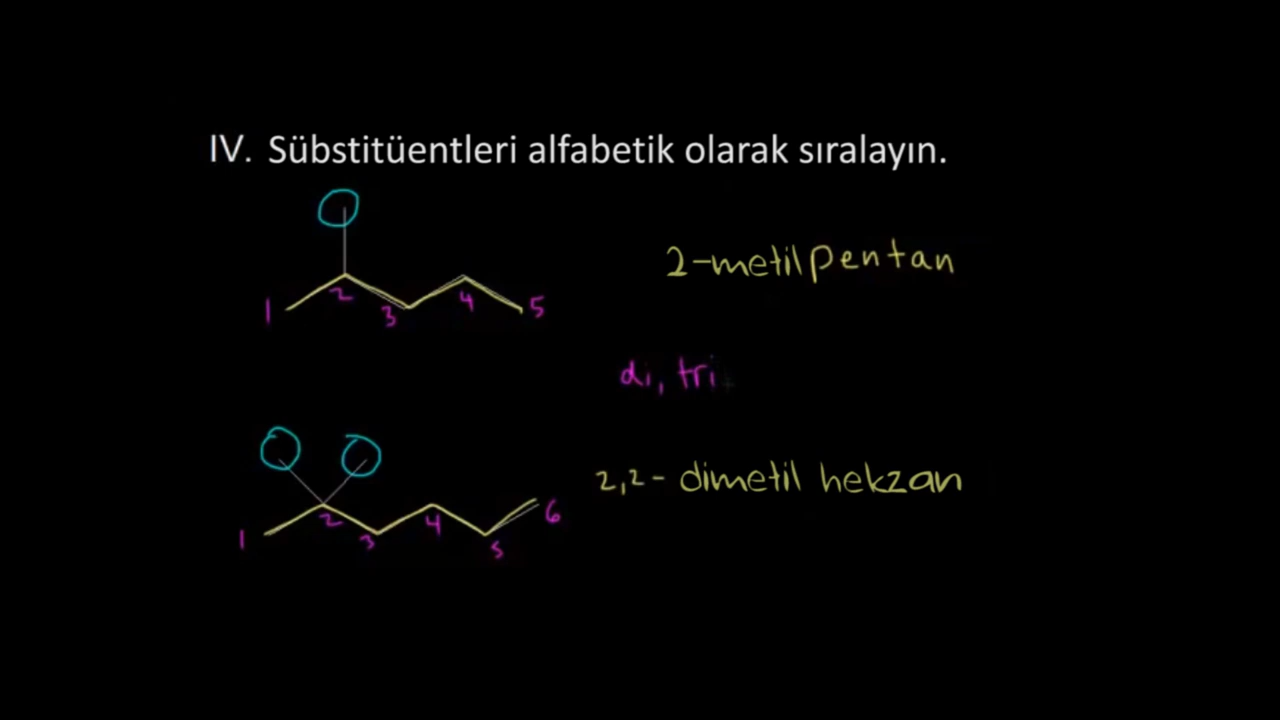 IV. Sübstitüentleri alfabetik olarak sıralayın.
2-metilpentan
1 2 3 4 5
di, tri
2,2- dimetil hekzan
1 2 3 4 5 6